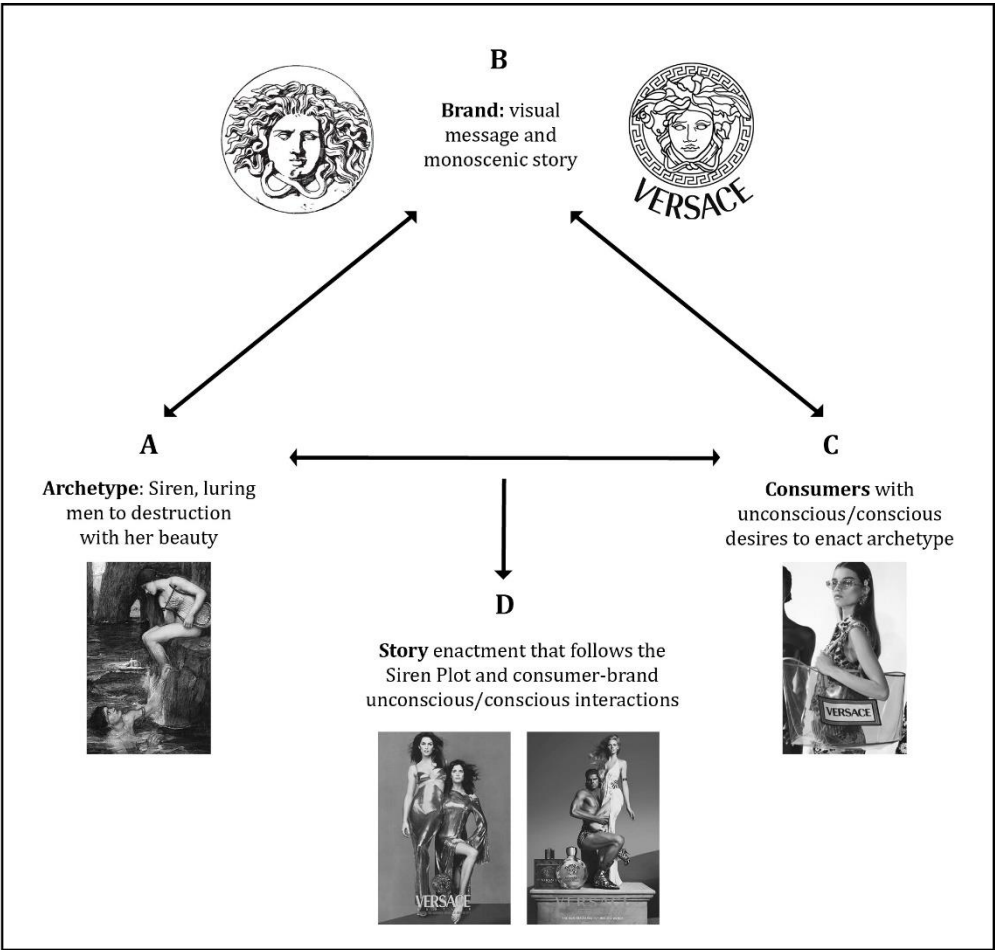 B
Brand: visual
message and
monoscenic story
VERSACE
A
Archetype: Siren, luring
men to destruction
with her beauty
C
Consumers with
unconscious/conscious
desires to enact archetype
VERSACE
D
Story enactment that follows the
Siren Plot and consumer-brand
unconscious/conscious interactions
VERSACE
VERSACE